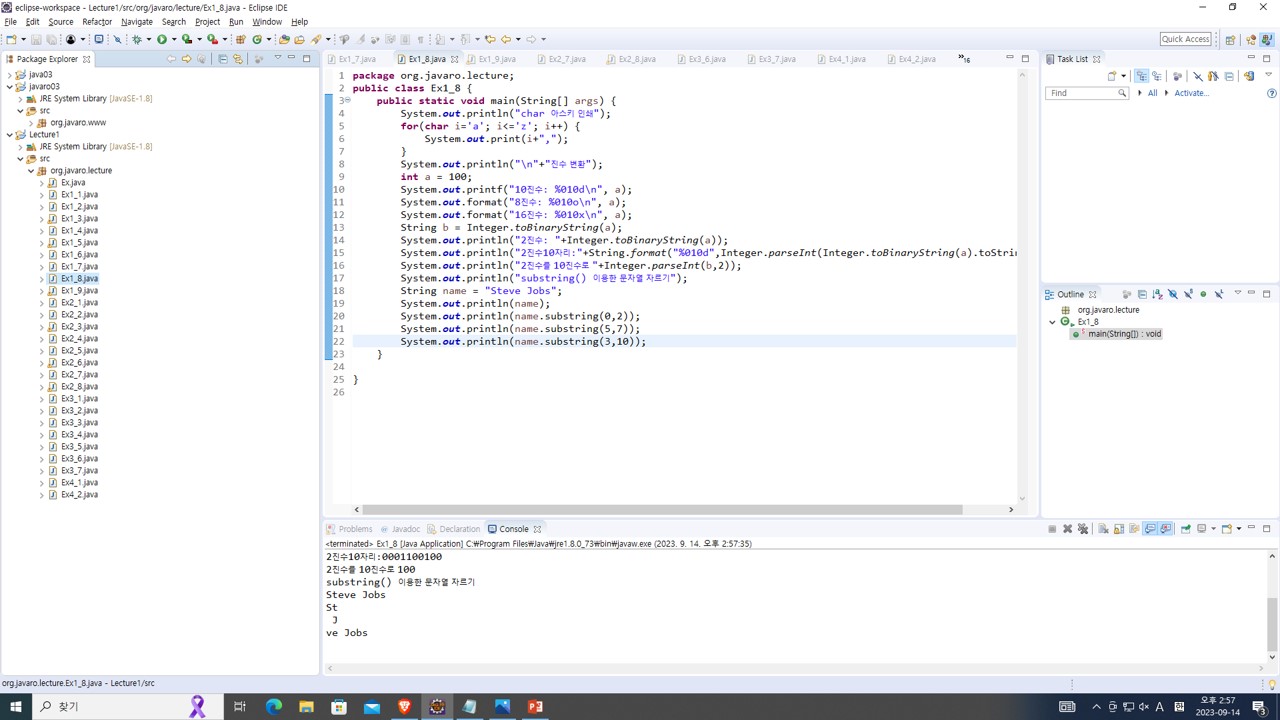 eclipse-workspace - Lecture1/src/org/javaro/lecture/Ex1_8.java - Eclipse IDE
File Edit Source Refactor Navigate Search Project Run Window Help
Quick Access
Package Explorer
java03
javaro03
JRE System Library [JavaSE-1.8]
src
org.javaro.www
Lecture1
JRE System Library [JavaSE-1.8]
src
org.javaro.lecture
Ex.java
Ex1_1.java
Ex1_2.java
Ex1_3.java
Ex1_4.java
Ex1_5.java
Ex1_6.java
Ex1_7.java
Ex1_8.java
Ex1_9.java
Ex2_1.java
Ex2_2.java
Ex2_3.java
Ex2_4.java
Ex2_5.java
Ex2_6.java
Ex2_7.java
Ex2_8.java
Ex3_1.java
Ex3_2.java
Ex3_3.java
Ex3_4.java
Ex3_5.java
Ex3_6.java
Ex3_7.java
Ex4_1.java
Ex4_2.java
Ex1_7.java Ex1_8.java Ex1_9.java Ex2_7.java Ex2_8.java Ex3_6.java Ex3_7.java Ex4_1.java Ex4_2.java »16
1 package org.javaro.lecture;
2 public class Ex1_8 {
3 public static void main(String[] args) {
4 System.out.println("char 아스키 인쇄");
5 for(char i='a'; i<='z'; i++) {
6 System.out.print(i+",");
7 }
8 System.out.println("\n"+"진수 변환");
9 int a = 100;
10 System.out.printf("10진수: %010d\n", a);
11 System.out.format("8진수: %010o\n", a);
12 System.out.format("16진수: %010x\n", a);
13 String b = Integer.toBinaryString(a);
14 System.out.println("2진수: "+Integer.toBinaryString(a));
15 System.out.println("2진수10자리:"+String.format("%010d",Integer.parseInt(Integer.toBinaryString(a).toStrin
16 System.out.println("2진수를 10진수로 "+Integer.parseInt(b,2));
17 System.out.println("substring() 이용한 문자열 자르기");
18 String name = "Steve Jobs";
19 System.out.println(name);
20 System.out.println(name.substring(0,2));
21 System.out.println(name.substring(5,7));
22 System.out.println(name.substring(3,10));
23 }
24
25 }
26
Task List
Find All Activate...
Outline
org.javaro.lecture
Ex1_8
main(String[]) : void
Problems Javadoc Declaration Console
<terminated> Ex1_8 [Java Application] C:₩Program Files₩Java₩jre1.8.0_73₩bin₩javaw.exe (2023. 9. 14. 오후 2:57:35)
2진수10자리:0001100100
2진수를 10진수로 100
substring() 이용한 문자열 자르기
Steve Jobs
St
J
ve Jobs
org.javaro.lecture.Ex1_8.java - Lecture1/src
찾기
A
오후 2:57
2023-09-14
3